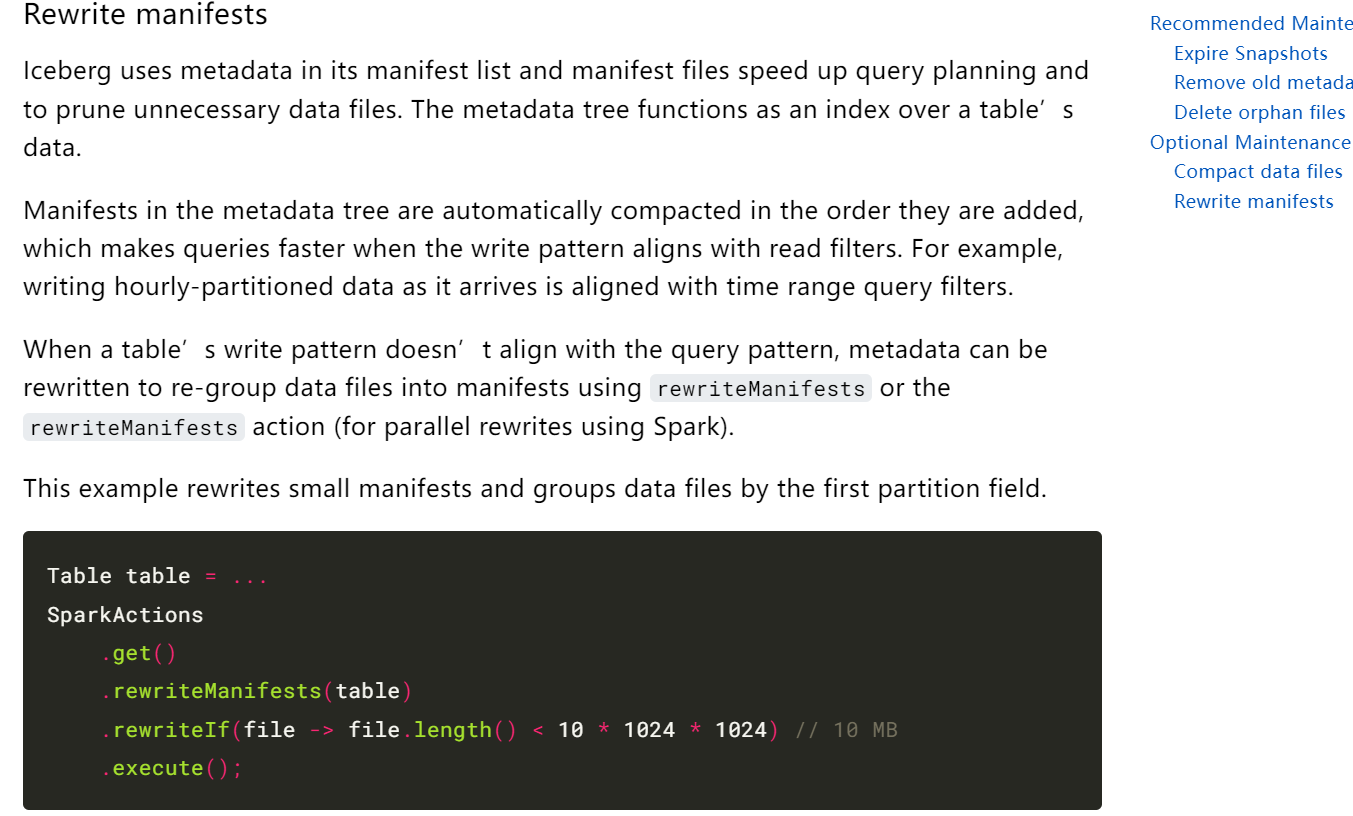 Rewrite manifests
Iceberg uses metadata in its manifest list and manifest files speed up query planning and
to prune unnecessary data files. The metadata tree functions as an index over a table’s
data.
Manifests in the metadata tree are automatically compacted in the order they are added,
which makes queries faster when the write pattern aligns with read filters. For example,
writing hourly-partitioned data as it arrives is aligned with time range query filters.
When a table’s write pattern doesn’t align with the query pattern, metadata can be
rewritten to re-group data files into manifests using rewriteManifests or the
rewriteManifests action (for parallel rewrites using Spark).
This example rewrites small manifests and groups data files by the first partition field.
Table table = ...
SparkActions
    .get()
    .rewriteManifests(table)
    .rewriteIf(file -> file.length() < 10 * 1024 * 1024) // 10 MB
    .execute();
Recommended Mainte
Expire Snapshots
Remove old metada
Delete orphan files
Optional Maintenance
Compact data files
Rewrite manifests